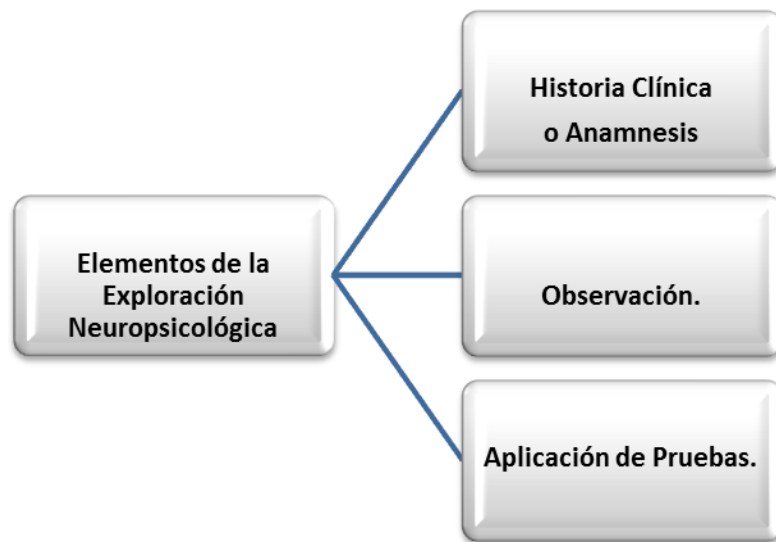 Historia Clínica
o Anamnesis
Elementos de la
Exploración
Neuropsicológica
Observación.
Aplicación de Pruebas.